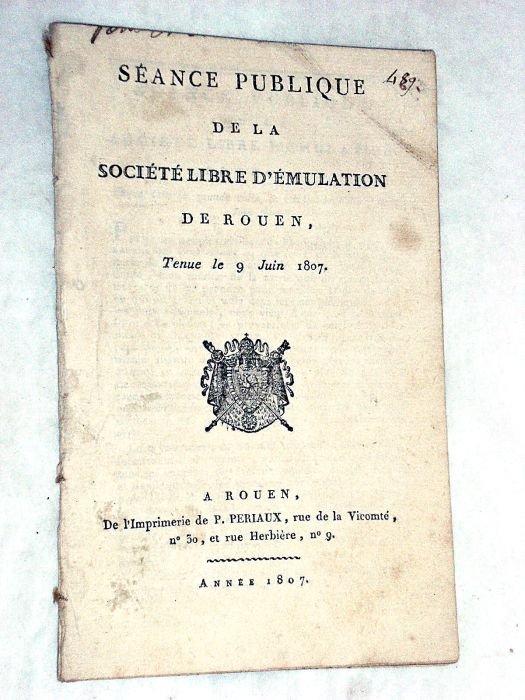 489.
SÉANCE PUBLIQUE
DE LA
SOCIÉTÉ LIBRE D'ÉMULATION
DE ROUEN,
Tenue le 9 Juin 1807.
A ROUEN,
De l'Imprimerie de P. PERIAUX, rue de la Vicomté,
n° 30, et rue Herbière, n° 9.
ANNÉE 1807.